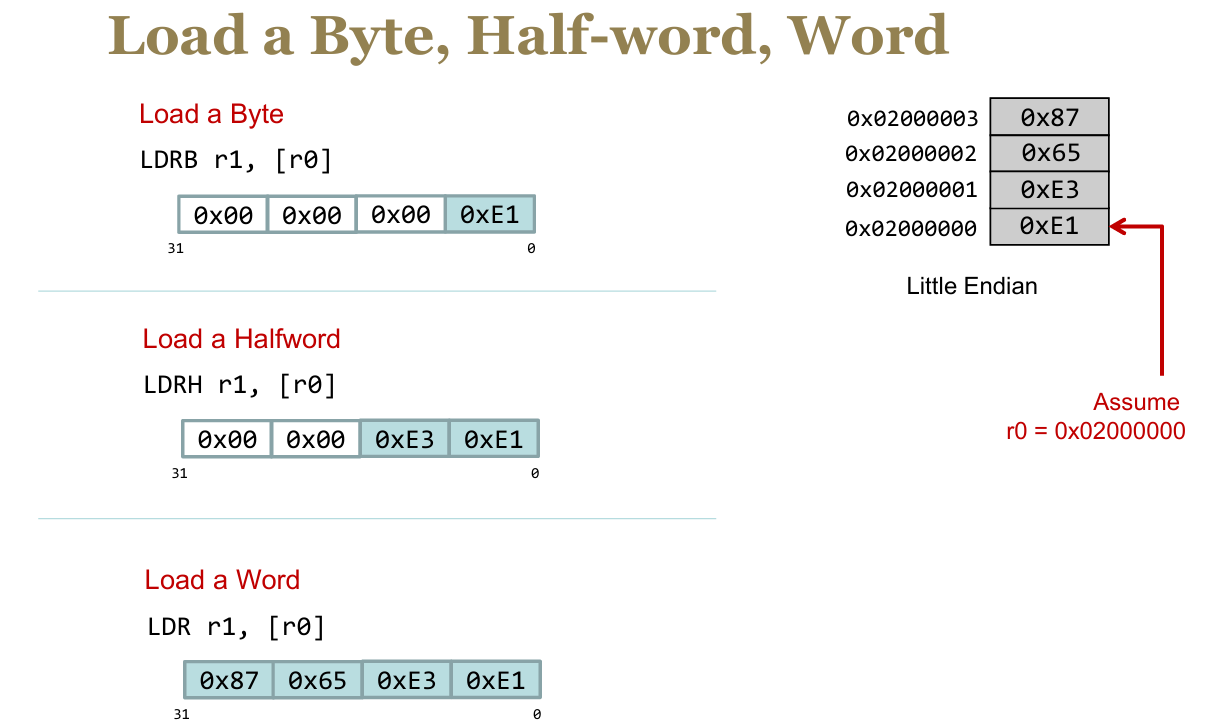 Load a Byte, Half-word, Word
Load a Byte
LDRB r1, [r0]
0x00 0x00 0x00 0xE1
31 0
Load a Halfword
LDRH r1, [r0]
0x00 0x00 0xE3 0xE1
31 0
Load a Word
LDR r1, [r0]
0x87 0x65 0xE3 0xE1
31 0
0x02000003 0x87
0x02000002 0x65
0x02000001 0xE3
0x02000000 0xE1
Little Endian
Assume
r0 = 0x02000000